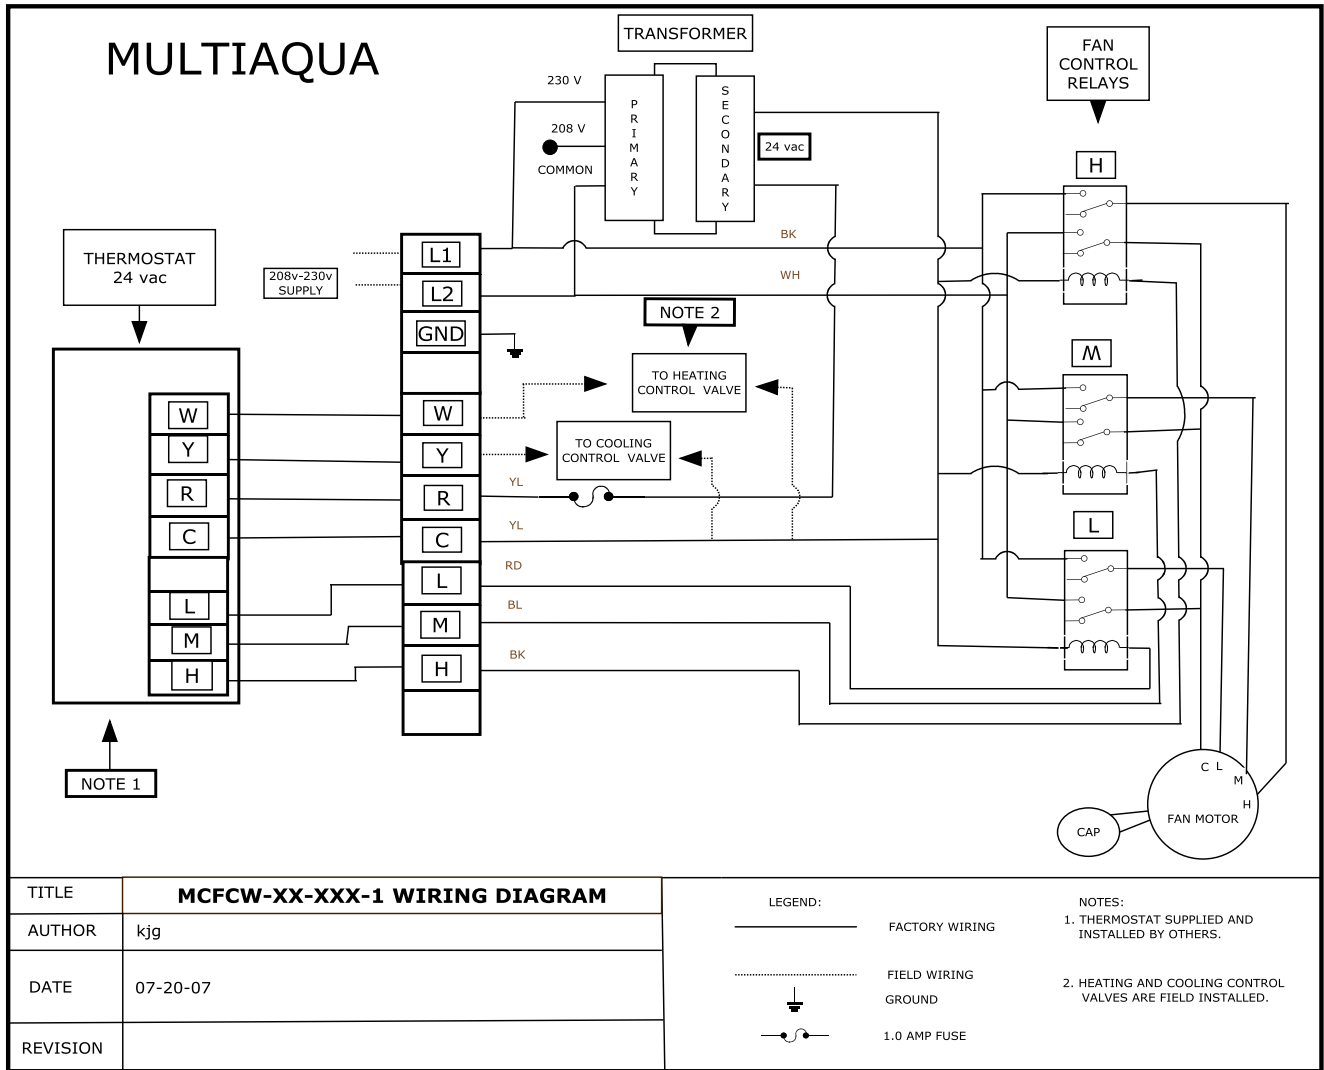 MULTIAQUA
TRANSFORMER
FAN
CONTROL
RELAYS
230 V
208 V
COMMON
PRIMARY
SECONDARY
24 vac
H
BK
WH
THERMOSTAT
24 vac
208v-230v
SUPPLY
L1
L2
GND
NOTE 2
TO HEATING
CONTROL VALVE
M
W
Y
R
C
L
M
H
W
Y
R
C
L
M
H
TO COOLING
CONTROL VALVE
YL
YL
RD
BL
BK
L
NOTE 1
C L
M
H
FAN MOTOR
CAP
TITLE
MCFCW-XX-XXX-1 WIRING DIAGRAM
AUTHOR
kjg
DATE
07-20-07
REVISION
LEGEND:
FACTORY WIRING
FIELD WIRING
GROUND
1.0 AMP FUSE
NOTES:
1. THERMOSTAT SUPPLIED AND
INSTALLED BY OTHERS.
2. HEATING AND COOLING CONTROL
VALVES ARE FIELD INSTALLED.